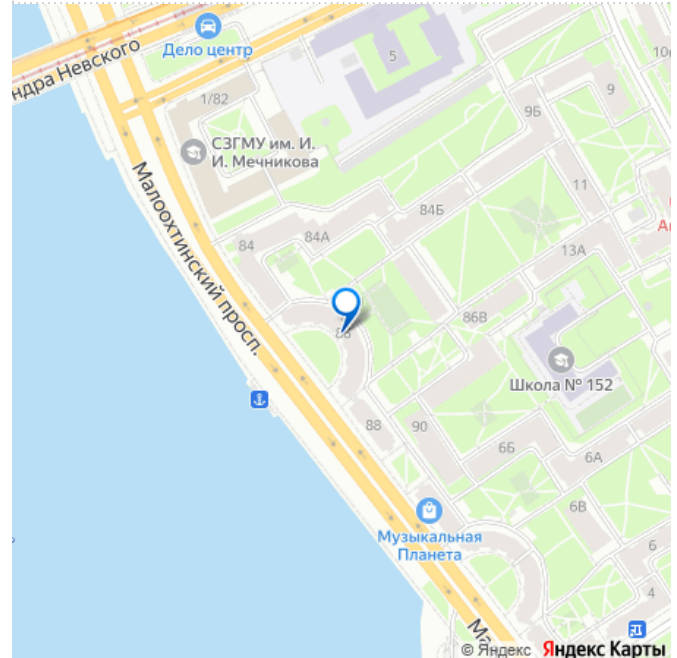 Дело центр
ндра Невского
5
10
1/82
9
9Б
СЗГМУ им. И.
И. Мечникова
11
84Б
84А
84
13А
Малоохтинский просп.
86В
Школа № 152
88
90
6Б
6А
6В
Музыкальная
Планета
6
4
Ма
© Яндекс Яндекс Карты